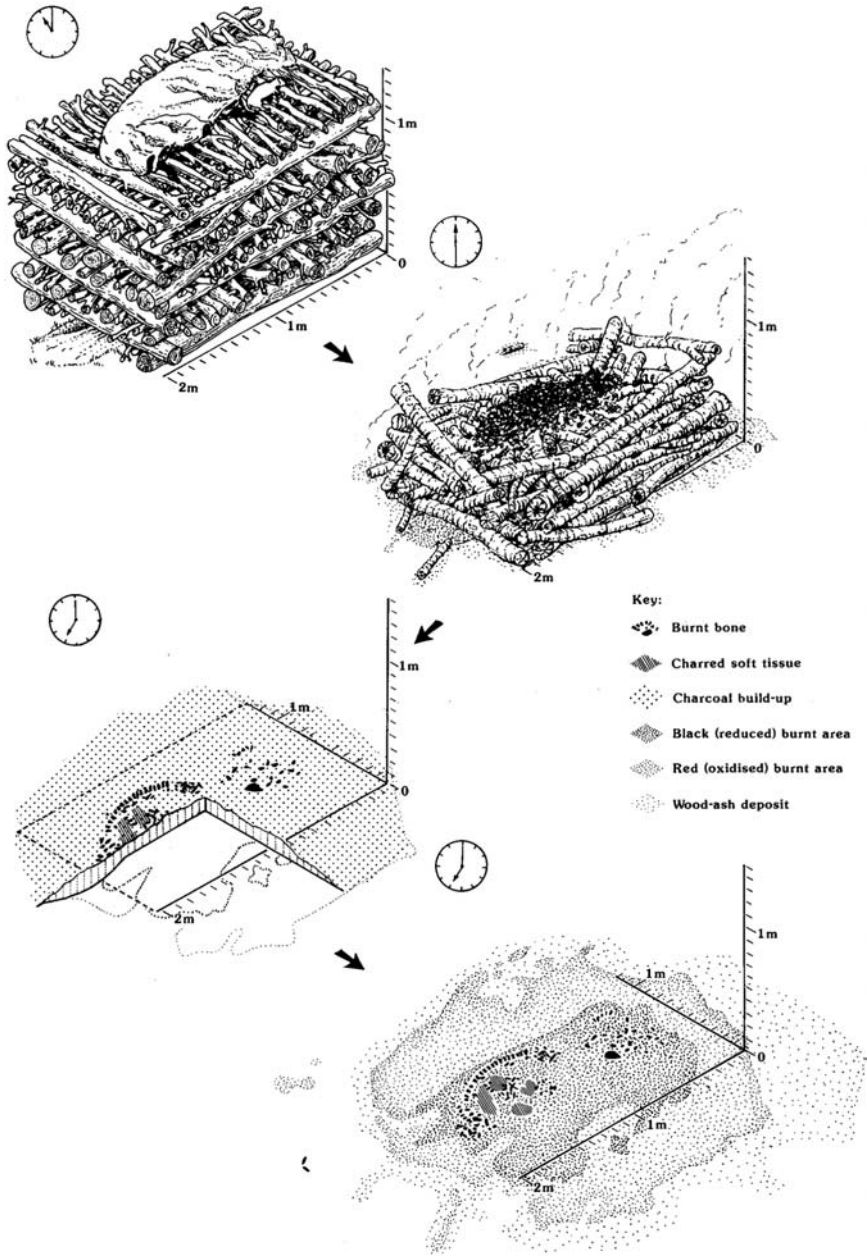 1m
0
1m
2m
1m
0
2m
Key:
Burnt bone
Charred soft tissue
Charcoal build-up
Black (reduced) burnt area
Red (oxidised) burnt area
Wood-ash deposit
1m
1m
0
2m
1m
1m
0
1m
2m